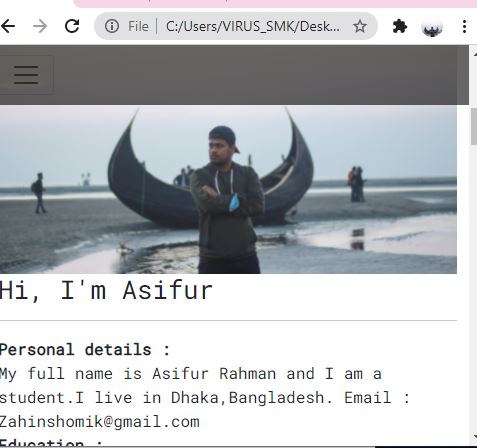 File | C:/Users/VIRUS_SMK/Desk...
Hi, I'm Asifur
Personal details :
My full name is Asifur Rahman and I am a
student.I live in Dhaka,Bangladesh. Email :
Zahinshomik@gmail.com
Education :